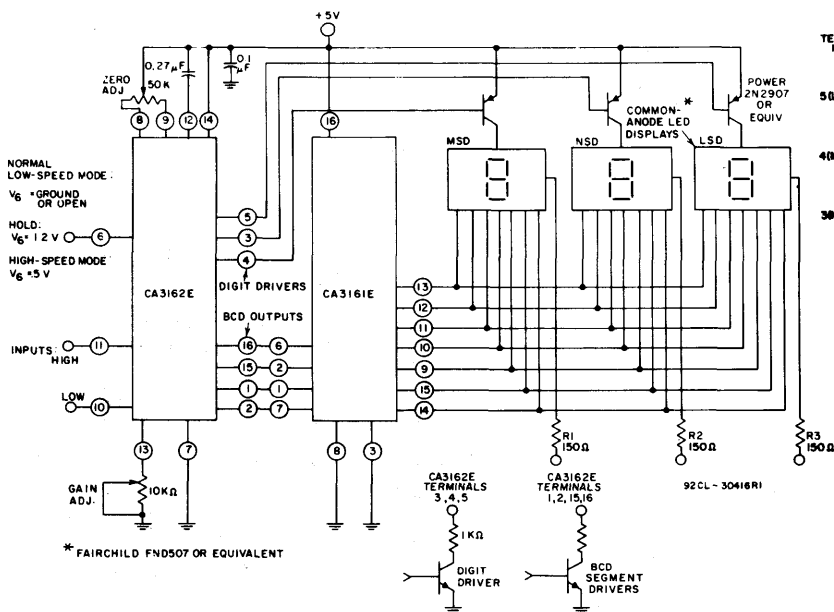 +5V
TE
0.27μF
0.1
μF
ZERO
ADJ
50K
8
9
12
14
16
POWER
2N2907
OR
EQUIV
COMMON-
ANODE LED
DISPLAYS
*
MSD
NSD
LSD
NORMAL
LOW-SPEED MODE:
V6 = GROUND
OR OPEN
HOLD:
V6 = 1.2 V
6
HIGH-SPEED MODE
V6 = 5 V
5
3
4
DIGIT DRIVERS
CA3162E
CA3161E
BCD OUTPUTS
INPUTS:
HIGH
11
LOW
10
16
6
15
2
1
1
2
7
13
12
11
10
9
15
14
13
7
8
3
GAIN
ADJ.
10KΩ
R1
150Ω
R2
150Ω
R3
150Ω
CA3162E
TERMINALS
3,4,5
CA3162E
TERMINALS
1,2,15,16
92CL-30416R1
1KΩ
DIGIT
DRIVER
BCD
SEGMENT
DRIVERS
* FAIRCHILD FND507 OR EQUIVALENT